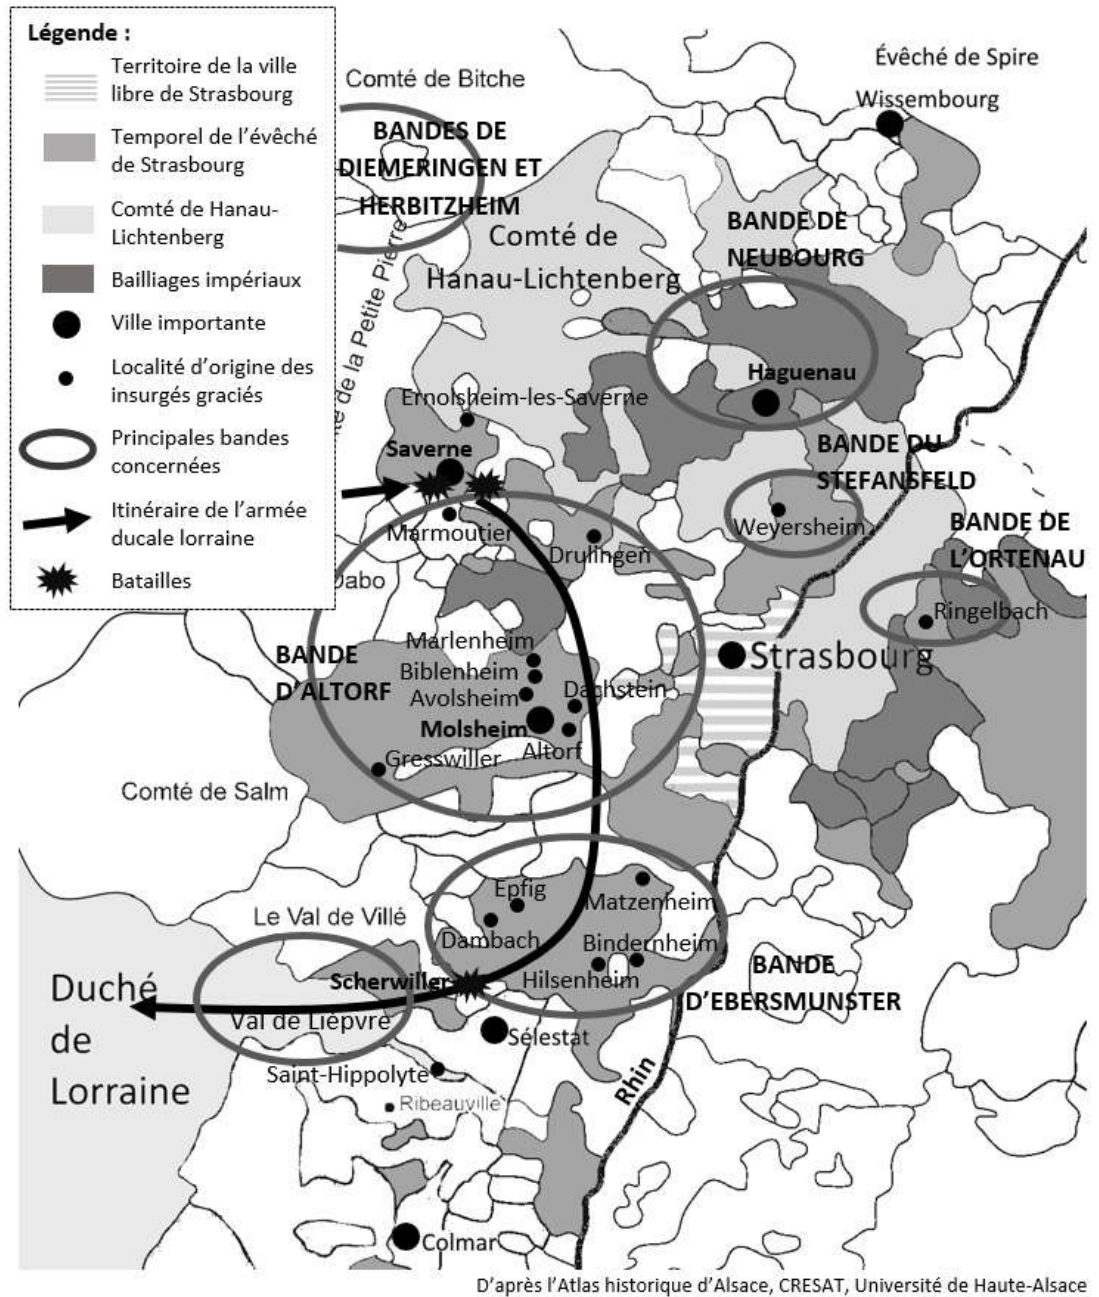 Légende :
Territoire de la ville
libre de Strasbourg
Temporel de l'évêché
de Strasbourg
Comté de Hanau-
Lichtenberg
Bailliages impériaux
Ville importante
Localité d'origine des
insurgés graciés
Principales bandes
concernées
Itinéraire de l'armée
ducale lorraine
Batailles
Évêché de Spire
Wissembourg
Comté de Bitche
BANDES DE
DIEMERINGEN ET
HERBITZHEIM
Comté de
Hanau-Lichtenberg
BANDE DE
NEUBOURG
de la Petite Pierre
Haguenau
Ernolsheim-les-Saverne
Saverne
BANDE DU
STEFANSFELD
Weyersheim
Marmoutier
Drulingen
BANDE DE
L'ORTENAU
Ringelbach
Dabo
Strasbourg
BANDE
D'ALTORF
Marlenheim
Biblenheim
Avolsheim
Dachstein
Molsheim
Altorf
Gresswiller
Comté de Salm
Epfig
Matzenheim
Le Val de Villé
Dambach
Bindernheim
Hilsenheim
BANDE
D'EBERSMUNSTER
Scherwiller
Duché
de
Lorraine
Val de Lièpvre
Sélestat
Saint-Hippolyte
Ribeauvillé
Rhin
Colmar
D'après l'Atlas historique d'Alsace, CRESAT, Université de Haute-Alsace